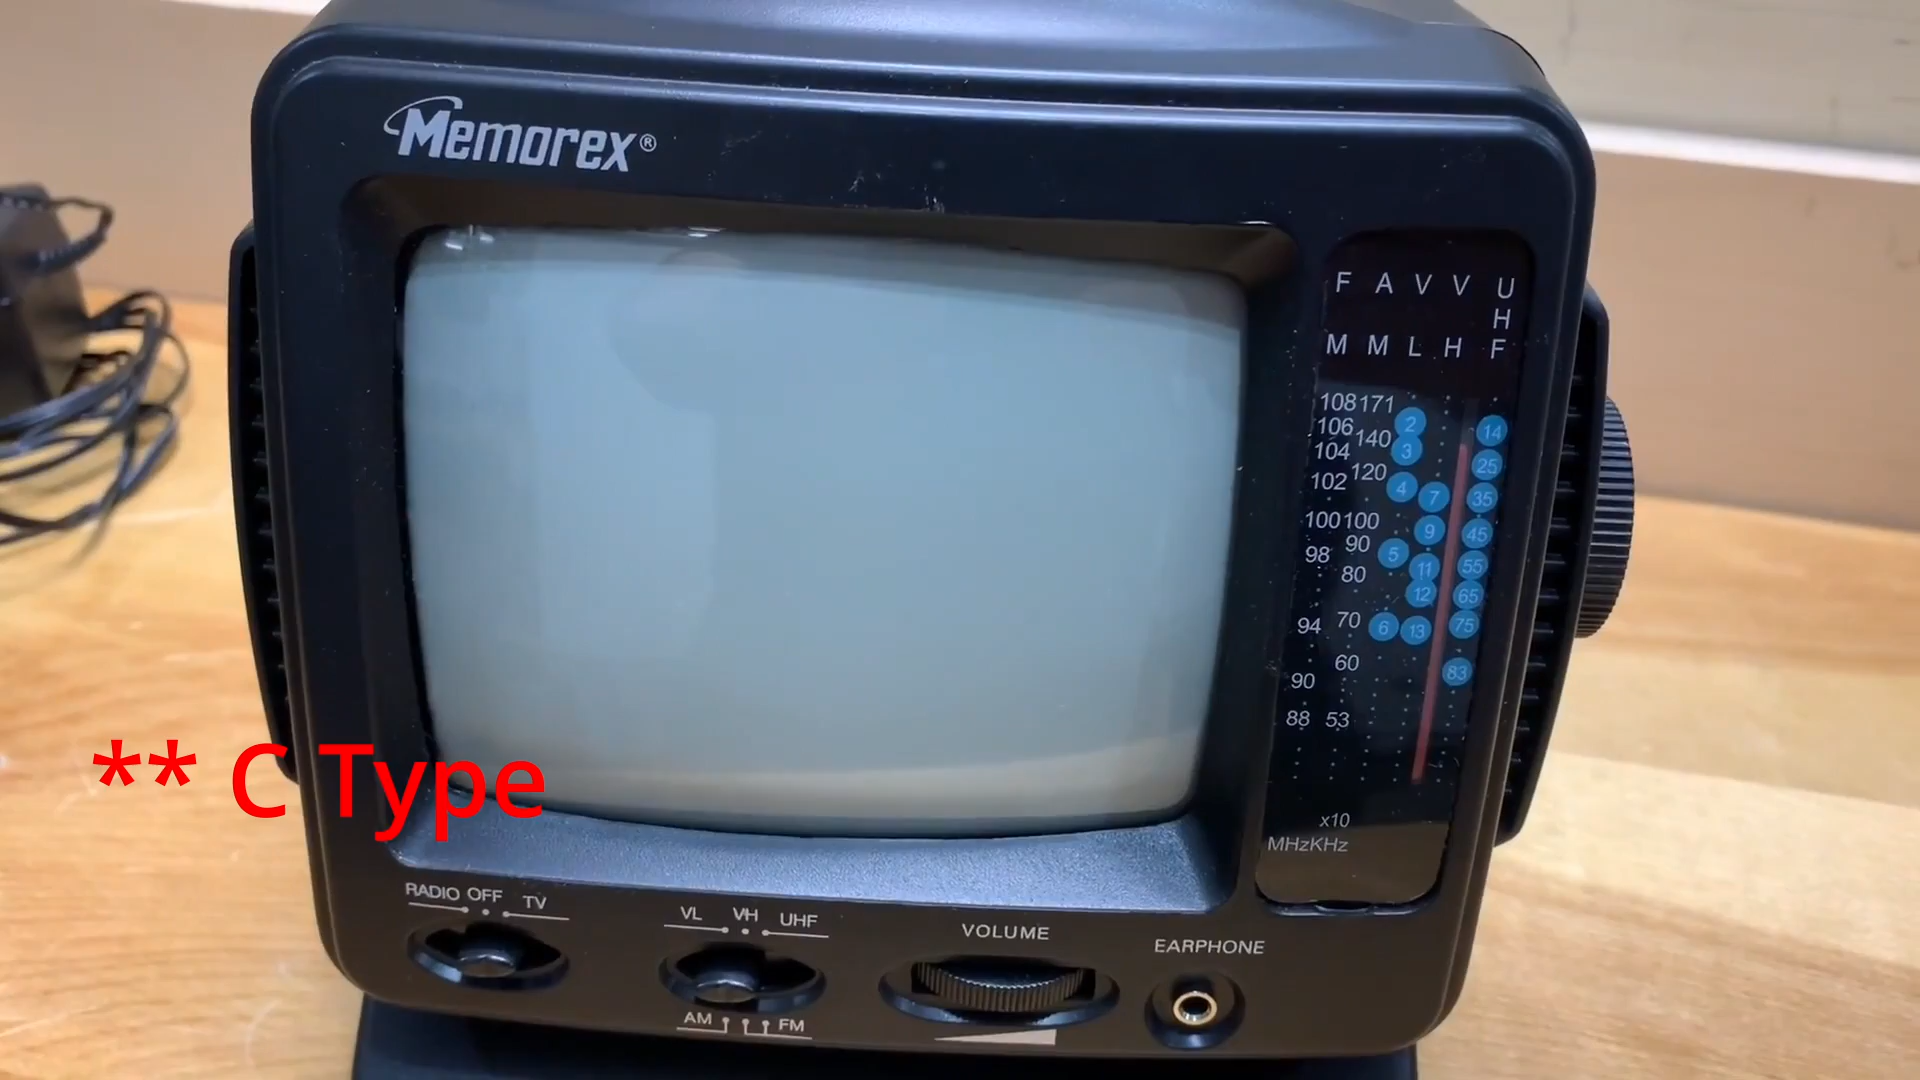 Memorex®
F A V V U
H
M M L H F
108 171 2 14
106 140 3 25
104 120 4 7 35
102
100 100 9 45
98 90 5 11 55
80 12 65
94 70 6 13 75
90 60 83
88 53
x10
MHz KHz
** C Type
RADIO OFF TV
VL VH UHF
VOLUME
EARPHONE
AM FM